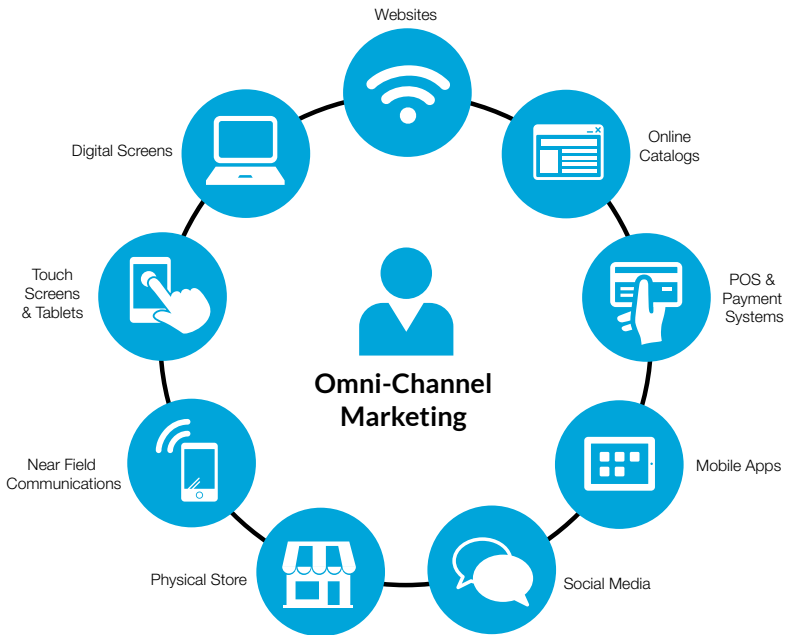 Websites
Online
Catalogs
POS &
Payment
Systems
Mobile Apps
Social Media
Physical Store
Near Field
Communications
Touch
Screens
& Tablets
Digital Screens
Omni-Channel
Marketing